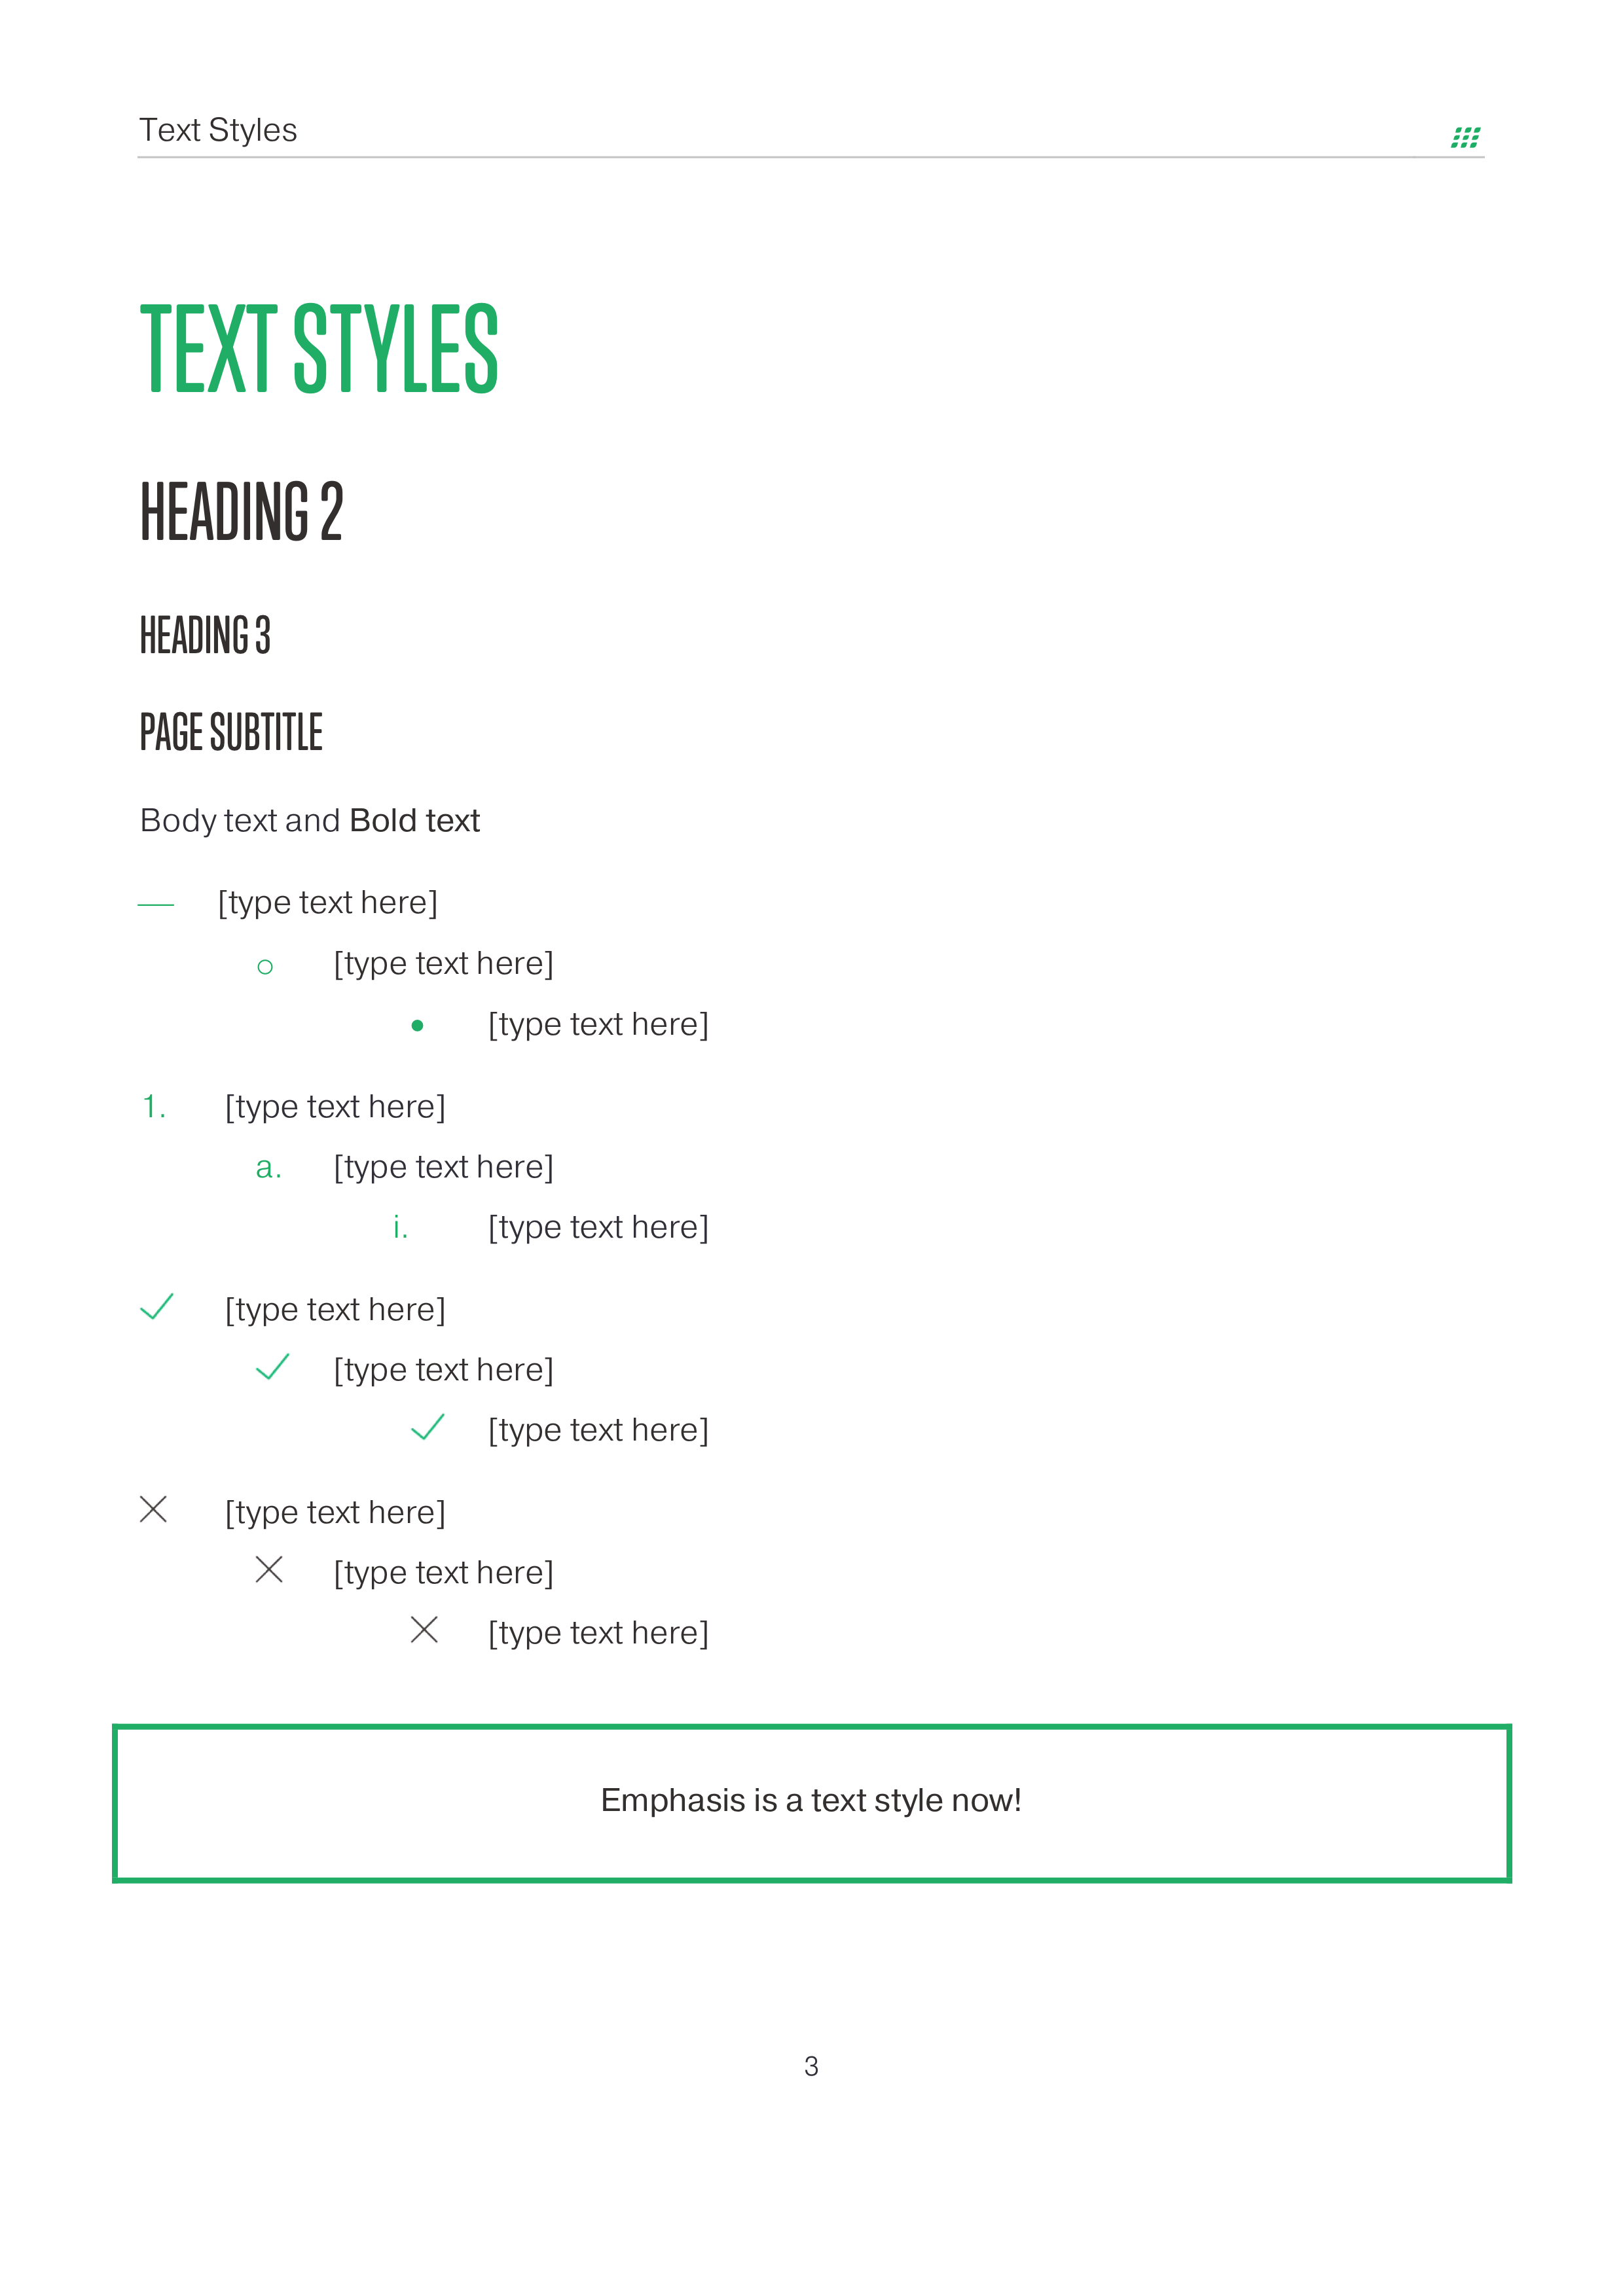 Text Styles
TEXT STYLES
HEADING 2
HEADING 3
PAGE SUBTITLE
Body text and Bold text
— [type text here]
○ [type text here]
• [type text here]
1. [type text here]
a. [type text here]
i. [type text here]
✓ [type text here]
✓ [type text here]
✓ [type text here]
✕ [type text here]
✕ [type text here]
✕ [type text here]
Emphasis is a text style now!
3